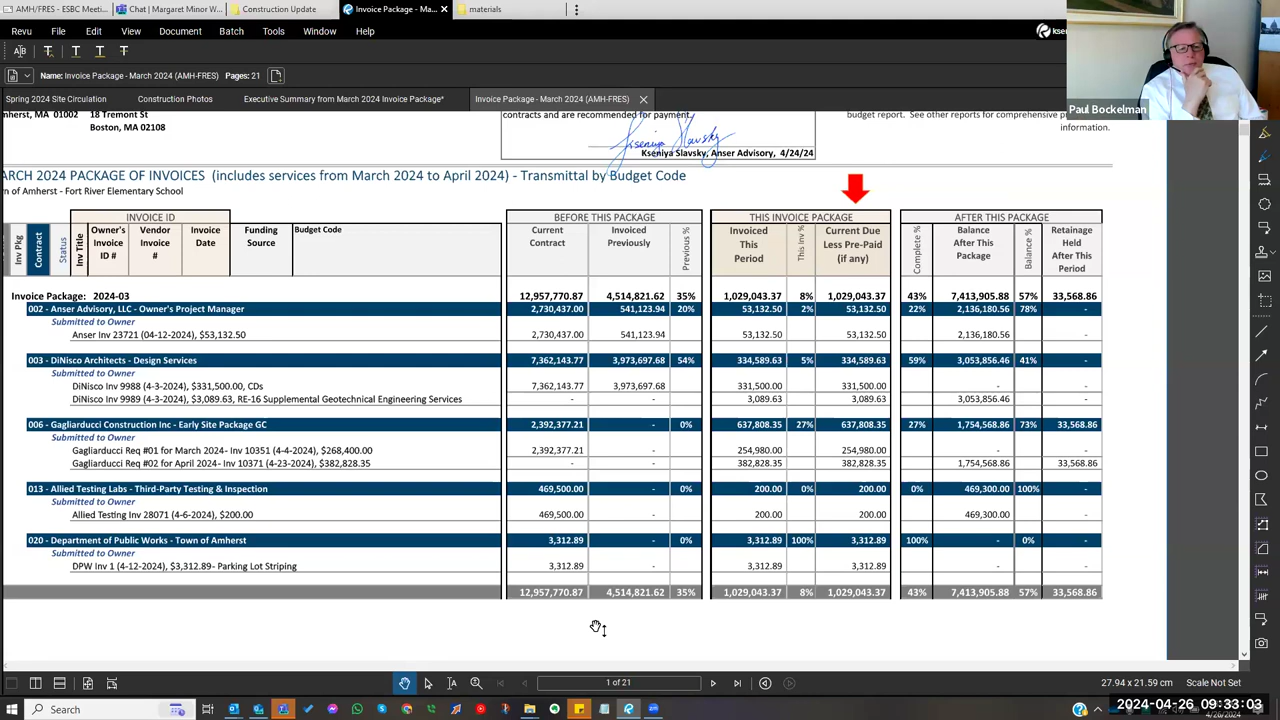 AMH/FRES - ESBC Meeti...
Chat | Margaret Minor W...
Construction Update
Invoice Package - Ma...
materials
Revu File Edit View Document Batch Tools Window Help
Name: Invoice Package - March 2024 (AMH-FRES) Pages: 21
Spring 2024 Site Circulation
Construction Photos
Executive Summary from March 2024 Invoice Package*
Invoice Package - March 2024 (AMH-FRES)
Paul Bockelman
mherst, MA 01002
18 Tremont St
Boston, MA 02108
contracts and are recommended for payment.
Kseniya Slavsky
Kseniya Slavsky, Anser Advisory, 4/24/24
budget report. See other reports for comprehensive p
information.
ARCH 2024 PACKAGE OF INVOICES (includes services from March 2024 to April 2024) - Transmittal by Budget Code
n of Amherst - Fort River Elementary School
INVOICE ID
BEFORE THIS PACKAGE
THIS INVOICE PACKAGE
AFTER THIS PACKAGE
Inv Pkg
Contract
Status
Inv Title
Owner's Invoice ID #
Vendor Invoice #
Invoice Date
Funding Source
Budget Code
Current Contract
Invoiced Previously
Previous %
Invoiced This Period
This Inv %
Current Due Less Pre-Paid (if any)
Complete %
Balance After This Package
Balance %
Retainage Held After This Period
Invoice Package: 2024-03 12,957,770.87 4,514,821.62 35% 1,029,043.37 8% 1,029,043.37 43% 7,413,905.88 57% 33,568.86
002 - Anser Advisory, LLC - Owner's Project Manager 2,730,437.00 541,123.94 20% 53,132.50 2% 53,132.50 22% 2,136,180.56 78% -
Submitted to Owner
Anser Inv 23721 (04-12-2024), $53,132.50 2,730,437.00 541,123.94 53,132.50 53,132.50 2,136,180.56 -
003 - DiNisco Architects - Design Services 7,362,143.77 3,973,697.68 54% 334,589.63 5% 334,589.63 59% 3,053,856.46 41% -
Submitted to Owner
DiNisco Inv 9988 (4-3-2024), $331,500.00, CDs 7,362,143.77 3,973,697.68 331,500.00 331,500.00 - -
DiNisco Inv 9989 (4-3-2024), $3,089.63, RE-16 Supplemental Geotechnical Engineering Services - - 3,089.63 3,089.63 3,053,856.46 -
006 - Gagliarducci Construction Inc - Early Site Package GC 2,392,377.21 - 0% 637,808.35 27% 637,808.35 27% 1,754,568.86 73% 33,568.86
Submitted to Owner
Gagliarducci Req #01 for March 2024- Inv 10351 (4-4-2024), $268,400.00 2,392,377.21 - 254,980.00 254,980.00 - -
Gagliarducci Req #02 for April 2024- Inv 10371 (4-23-2024), $382,828.35 - - 382,828.35 382,828.35 1,754,568.86 33,568.86
013 - Allied Testing Labs - Third-Party Testing & Inspection 469,500.00 - 0% 200.00 0% 200.00 0% 469,300.00 100% -
Submitted to Owner
Allied Testing Inv 28071 (4-6-2024), $200.00 469,500.00 - 200.00 200.00 469,300.00 -
020 - Department of Public Works - Town of Amherst 3,312.89 - 0% 3,312.89 100% 3,312.89 100% - 0% -
Submitted to Owner
DPW Inv 1 (4-12-2024), $3,312.89- Parking Lot Striping 3,312.89 - 3,312.89 3,312.89 - -
12,957,770.87 4,514,821.62 35% 1,029,043.37 8% 1,029,043.37 43% 7,413,905.88 57% 33,568.86
1 of 21
27.94 x 21.59 cm Scale Not Set
Search
2024-04-26 09:33:03
4/26/2024